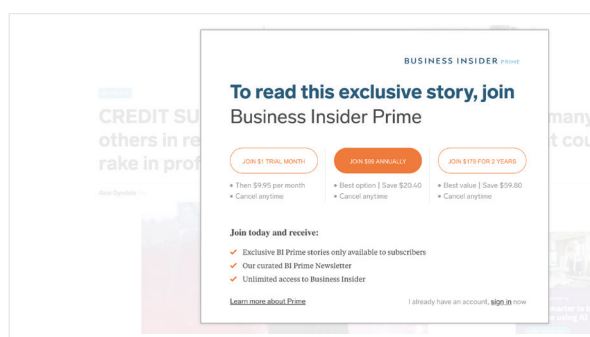 BUSINESS INSIDER PRIME
To read this exclusive story, join
Business Insider Prime
JOIN $1 TRIAL MONTH
JOIN $99 ANNUALLY
JOIN $179 FOR 2 YEARS
• Then $9.95 per month
• Cancel anytime
• Best option | Save $20.40
• Cancel anytime
• Best value | Save $59.80
• Cancel anytime
Join today and receive:
✓ Exclusive BI Prime stories only available to subscribers
✓ Our curated BI Prime Newsletter
✓ Unlimited access to Business Insider
Learn more about Prime
I already have an account, sign in now
CREDIT SU
many
others in re
t cou
rake in prof